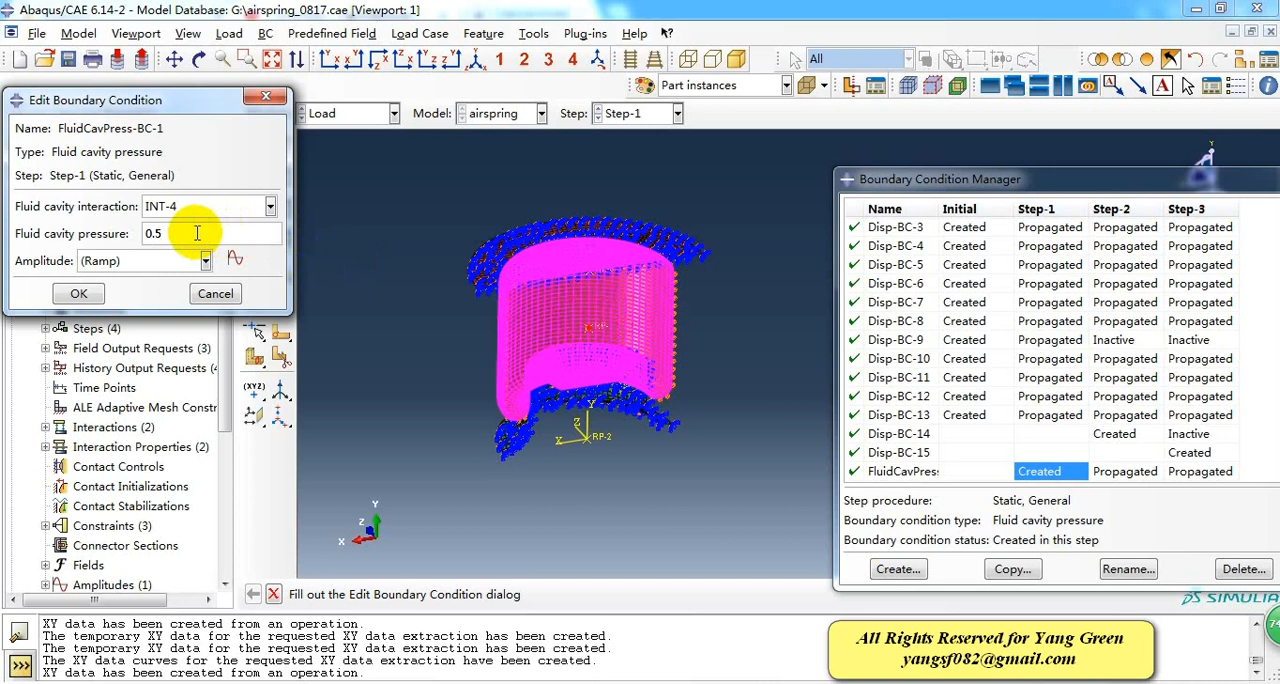 Abaqus/CAE 6.14-2 - Model Database: G:\airspring_0817.cae [Viewport: 1]
File Model Viewport View Load BC Predefined Field Load Case Feature Tools Plug-ins Help
1 2 3 4 All
Part instances
Load Model: airspring Step: Step-1
Edit Boundary Condition
Name: FluidCavPress-BC-1
Type: Fluid cavity pressure
Step: Step-1 (Static, General)
Fluid cavity interaction: INT-4
Fluid cavity pressure: 0.5
Amplitude: (Ramp)
OK Cancel
Steps (4)
Field Output Requests (3)
History Output Requests (4
Time Points
ALE Adaptive Mesh Constr
Interactions (2)
Interaction Properties (2)
Contact Controls
Contact Initializations
Contact Stabilizations
Constraints (3)
Connector Sections
Fields
Amplitudes (1)
(XYZ)
RP-
Y
Z
X
RP-2
Y
Z
X
Y
Boundary Condition Manager
Name Initial Step-1 Step-2 Step-3
Disp-BC-3 Created Propagated Propagated Propagated
Disp-BC-4 Created Propagated Propagated Propagated
Disp-BC-5 Created Propagated Propagated Propagated
Disp-BC-6 Created Propagated Propagated Propagated
Disp-BC-7 Created Propagated Propagated Propagated
Disp-BC-8 Created Propagated Propagated Propagated
Disp-BC-9 Created Propagated Inactive Inactive
Disp-BC-10 Created Propagated Propagated Propagated
Disp-BC-11 Created Propagated Propagated Propagated
Disp-BC-12 Created Propagated Propagated Propagated
Disp-BC-13 Created Propagated Propagated Propagated
Disp-BC-14 Created Inactive
Disp-BC-15 Created
FluidCavPres Created Propagated Propagated
Step procedure: Static, General
Boundary condition type: Fluid cavity pressure
Boundary condition status: Created in this step
Create... Copy... Rename... Delete...
Fill out the Edit Boundary Condition dialog
SIMULIA
XY data has been created from an operation.
The temporary XY data for the requested XY data extraction has been created.
The temporary XY data for the requested XY data extraction has been created.
The XY data curves for the requested XY data extraction have been created.
XY data has been created from an operation.
>>>
74
All Rights Reserved for Yang Green
yangsf082@gmail.com